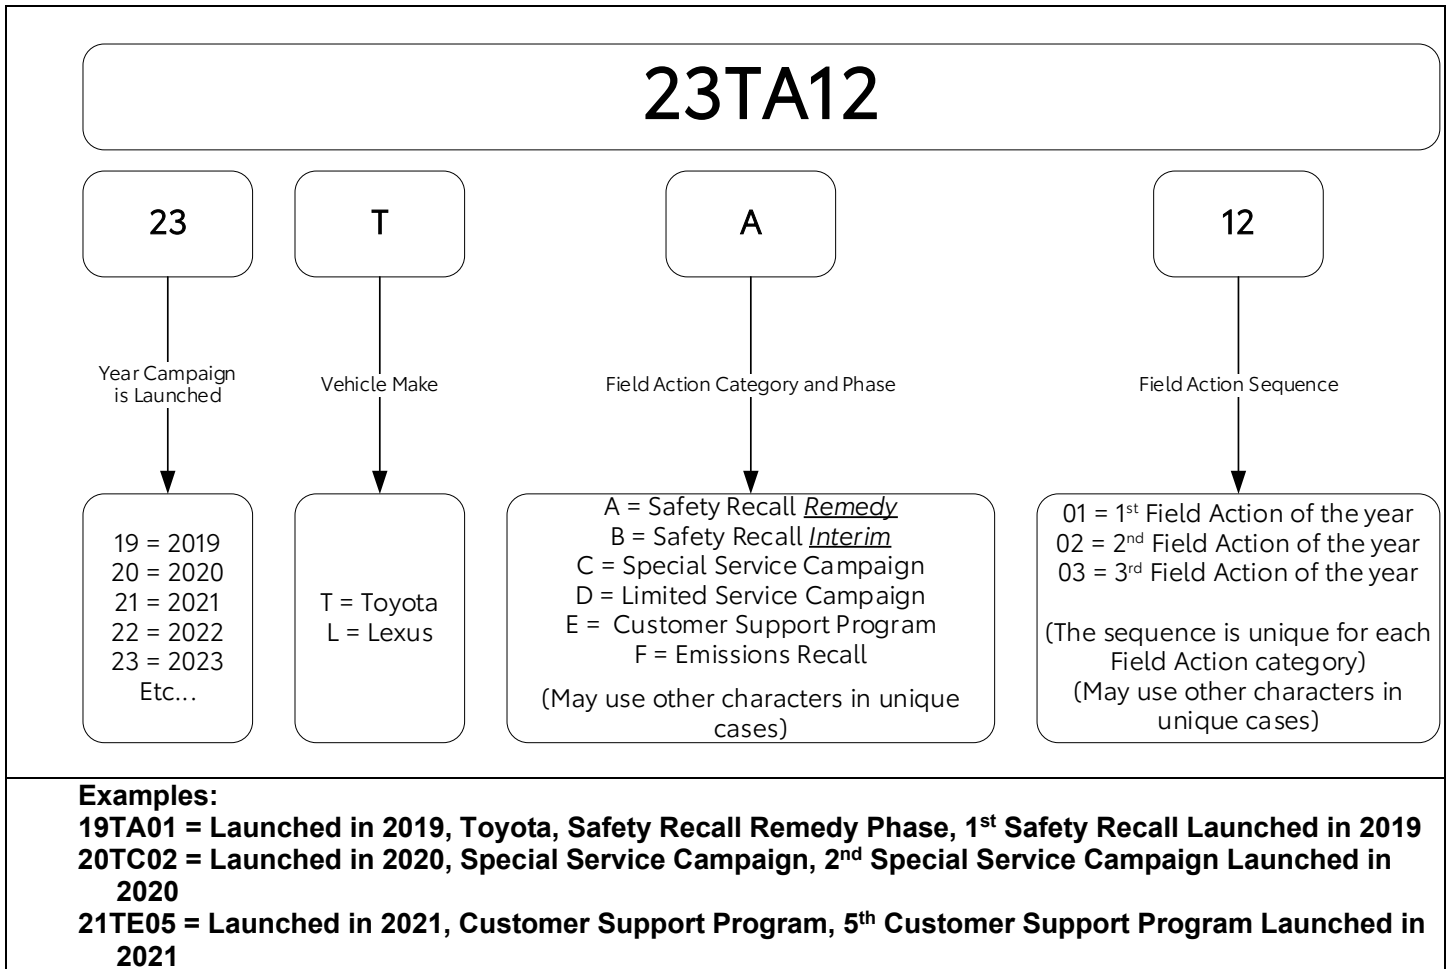 23TA12
23
T
A
12
Year Campaign
is Launched
Vehicle Make
Field Action Category and Phase
Field Action Sequence
19 = 2019
20 = 2020
21 = 2021
22 = 2022
23 = 2023
Etc...
T = Toyota
L = Lexus
A = Safety Recall Remedy
B = Safety Recall Interim
C = Special Service Campaign
D = Limited Service Campaign
E = Customer Support Program
F = Emissions Recall
(May use other characters in unique
cases)
01 = 1st Field Action of the year
02 = 2nd Field Action of the year
03 = 3rd Field Action of the year
(The sequence is unique for each
Field Action category)
(May use other characters in
unique cases)
Examples:
19TA01 = Launched in 2019, Toyota, Safety Recall Remedy Phase, 1st Safety Recall Launched in 2019
20TC02 = Launched in 2020, Special Service Campaign, 2nd Special Service Campaign Launched in
2020
21TE05 = Launched in 2021, Customer Support Program, 5th Customer Support Program Launched in
2021